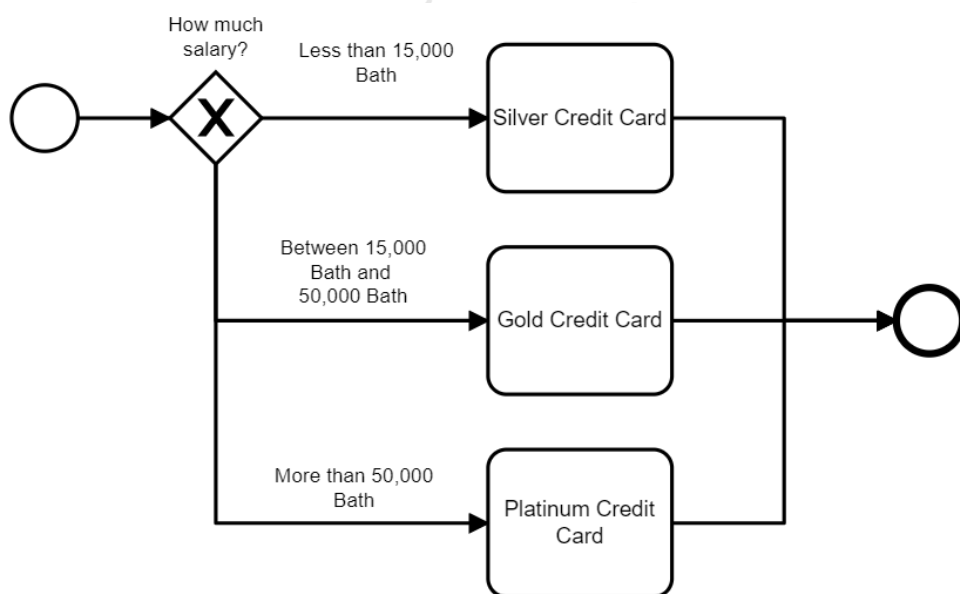 How much
salary?
Less than 15,000
Bath
X
Silver Credit Card
Between 15,000
Bath and
50,000 Bath
Gold Credit Card
More than 50,000
Bath
Platinum Credit
Card